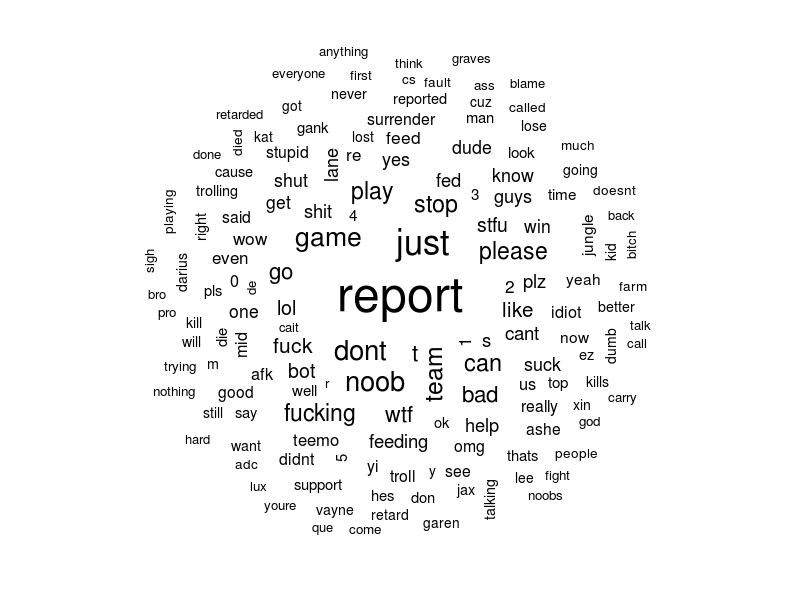 anything
think
graves
everyone
first
cs
fault
ass
blame
never
reported
cuz
called
got
retarded
surrender
man
lose
gank
kat
lost
feed
died
done
stupid
lane
re
yes
dude
look
much
cause
shut
fed
know
going
trolling
play
3
guys
time
doesnt
playing
right
said
get
shit
4
stop
stfu
win
jungle
back
kid
bitch
wow
game
just
please
sigh
darius
even
go
bro
pls
0
de
report
2
plz
yeah
farm
pro
one
lol
like
idiot
better
kill
cait
talk
will
die
mid
fuck
dont
t
team
1
s
cant
now
dumb
call
can
ez
trying
m
afk
bot
noob
suck
nothing
good
well
r
bad
us
top
kills
carry
still
say
fucking
wtf
ok
help
really
xin
god
ashe
hard
want
teemo
feeding
omg
adc
didnt
5
yi
troll
y
see
thats
people
lux
support
hes
don
jax
talking
lee
fight
noobs
youre
vayne
retard
garen
que
come